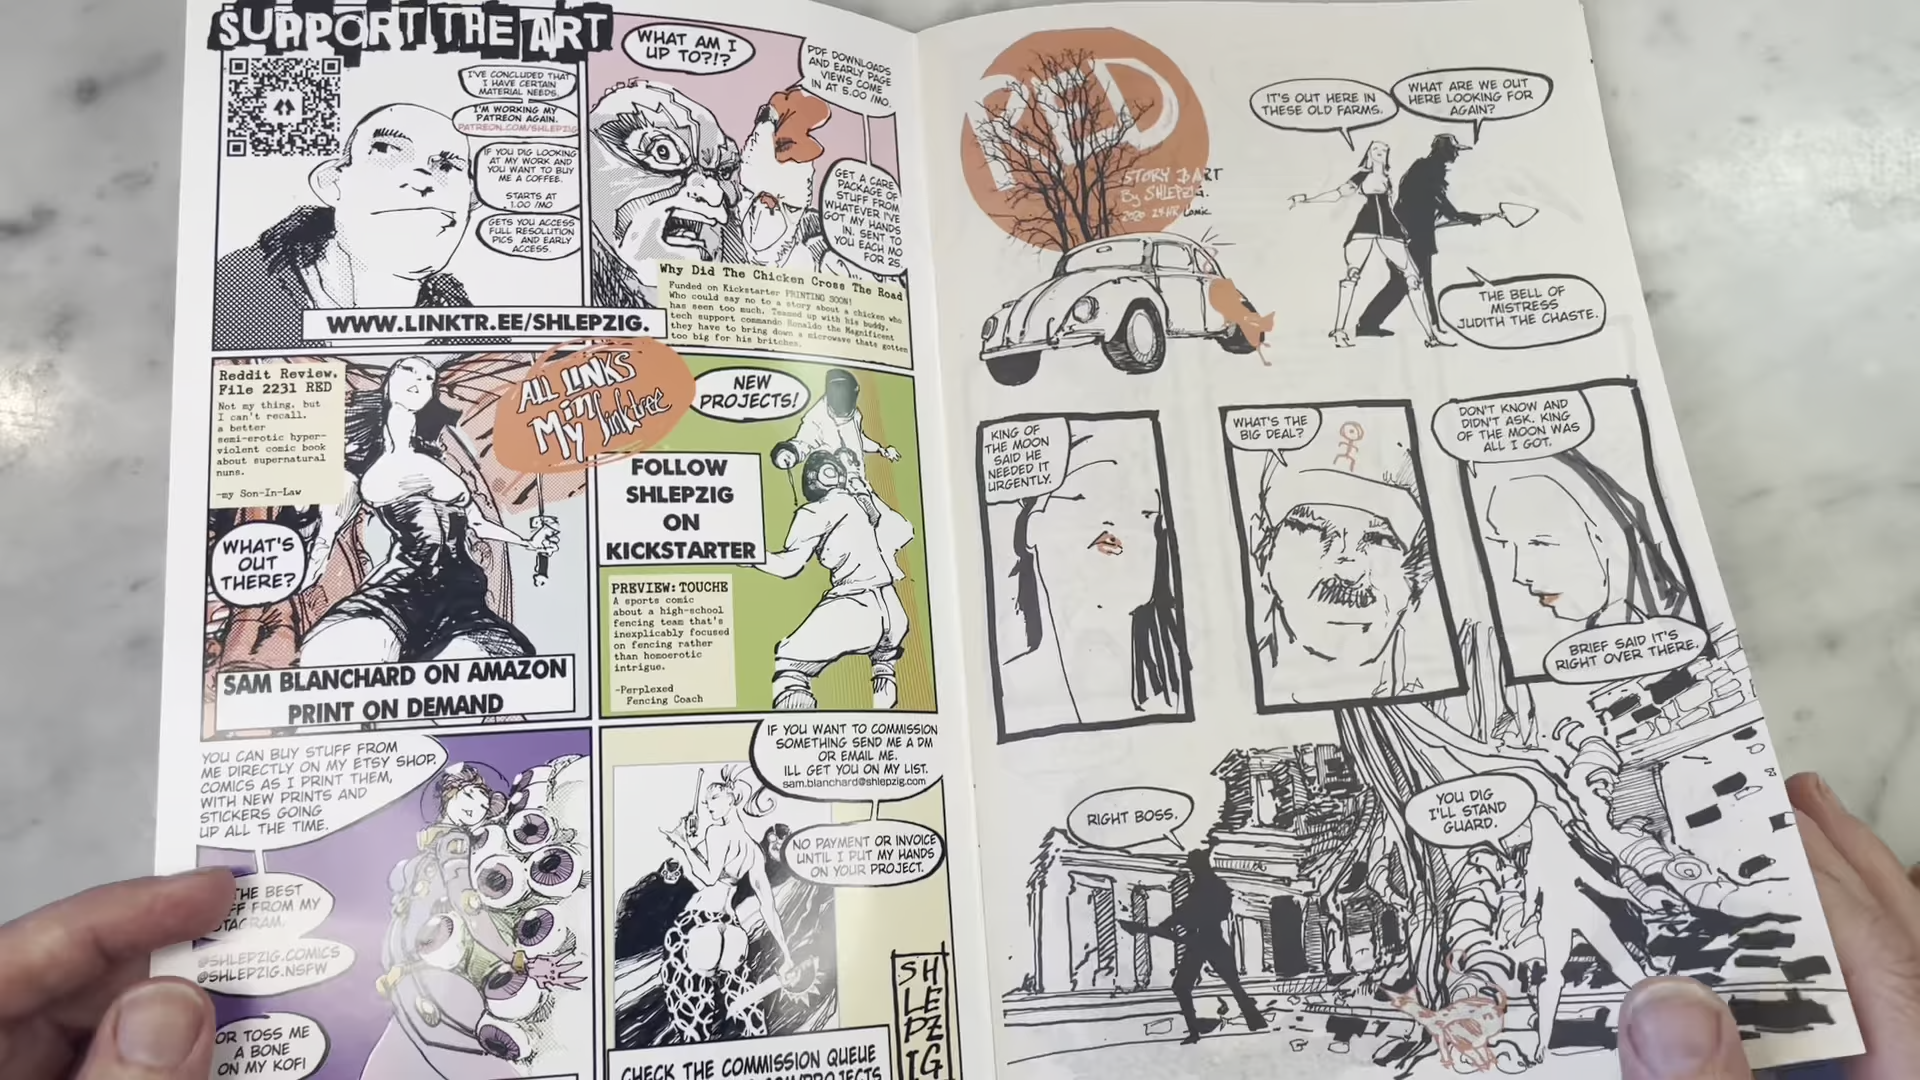 SUPPORT THE ART
I'VE CONCLUDED THAT
I HAVE CERTAIN
MATERIAL NEEDS.
I'M WORKING MY
PATREON AGAIN.
PATREON.COM/SHLEPZIG
IF YOU DIG LOOKING
AT MY WORK AND
YOU WANT TO BUY
ME A COFFEE.
STARTS AT
1.00 /MO
GETS YOU ACCESS
FULL RESOLUTION
PICS AND EARLY
ACCESS.
WWW.LINKTR.EE/SHLEPZIG.
WHAT AM I
UP TO?!?
PDF DOWNLOADS
AND EARLY PAGE
VIEWS COME
IN AT 5.00 /MO.
GET A CARE
PACKAGE OF
STUFF FROM
WHATEVER I'VE
GOT MY HANDS
IN. SENT TO
YOU EACH MO
FOR 25.
Why Did The Chicken Cross The Road
Funded on Kickstarter PRINTING SOON!
Who could say no to a story about a chicken who
has seen too much. Teamed up with his buddy,
tech support commando Ronaldo the Magnificent
they have to bring down a microwave thats gotten
too big for his britches.
Reddit Review,
File 2231 RED
Not my thing, but
I can't recall,
a better
semi-erotic hyper-
violent comic book
about supernatural
nuns.
-my Son-In-Law
ALL LINKS
in
My linktree
WHAT'S
OUT
THERE?
SAM BLANCHARD ON AMAZON
PRINT ON DEMAND
NEW
PROJECTS!
FOLLOW
SHLEPZIG
ON
KICKSTARTER
PREVIEW: TOUCHE
A sports comic
about a high-school
fencing team that's
inexplicably focused
on fencing rather
than homoerotic
intrigue.
-Perplexed
Fencing Coach
YOU CAN BUY STUFF FROM
ME DIRECTLY ON MY ETSY SHOP.
COMICS AS I PRINT THEM,
WITH NEW PRINTS AND
STICKERS GOING
UP ALL THE TIME.
THE BEST
FROM MY
@SHLEPZIG.COMICS
@SHLEPZIG.NSFW
OR TOSS ME
A BONE
ON MY KOFI
IF YOU WANT TO COMMISSION
SOMETHING SEND ME A DM
OR EMAIL ME.
ILL GET YOU ON MY LIST.
sam.blanchard@shlepzig.com
NO PAYMENT OR INVOICE
UNTIL I PUT MY HANDS
ON YOUR PROJECT.
CHECK THE COMMISSION QUEUE
SHLEPZIG
RED
STORY & ART
By SHLEPZIG.
2020 24 HR Comic
IT'S OUT HERE IN
THESE OLD FARMS.
WHAT ARE WE OUT
HERE LOOKING FOR
AGAIN?
THE BELL OF
MISTRESS
JUDITH THE CHASTE.
KING OF
THE MOON
SAID HE
NEEDED IT
URGENTLY.
WHAT'S THE
BIG DEAL?
DON'T KNOW AND
DIDN'T ASK. KING
OF THE MOON WAS
ALL I GOT.
BRIEF SAID IT'S
RIGHT OVER THERE.
RIGHT BOSS.
YOU DIG
I'LL STAND
GUARD.